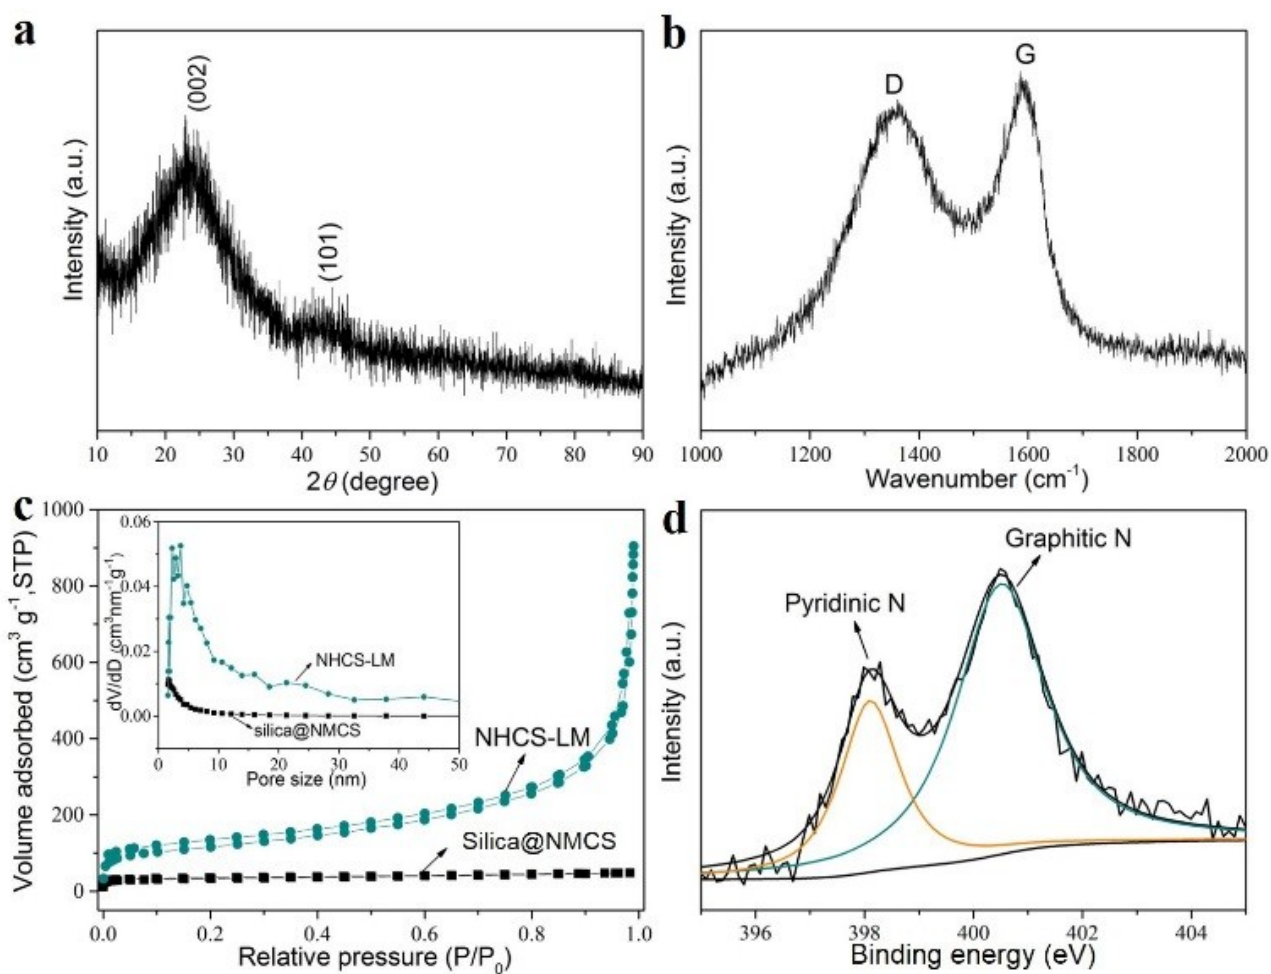 a
(002)
(101)
Intensity (a.u.)
10 20 30 40 50 60 70 80 90
2θ (degree)
b
D
G
Intensity (a.u.)
1000 1200 1400 1600 1800 2000
Wavenumber (cm⁻¹)
c
Volume adsorbed (cm³ g⁻¹,STP)
1000
800
600
400
200
0
0.0 0.2 0.4 0.6 0.8 1.0
Relative pressure (P/P₀)
NHCS-LM
Silica@NMCS
dV/dD (cm³nm⁻¹g⁻¹)
0.06
0.04
0.02
0.00
NHCS-LM
silica@NMCS
0 10 20 30 40 50
Pore size (nm)
d
Graphitic N
Pyridinic N
Intensity (a.u.)
396 398 400 402 404
Binding energy (eV)